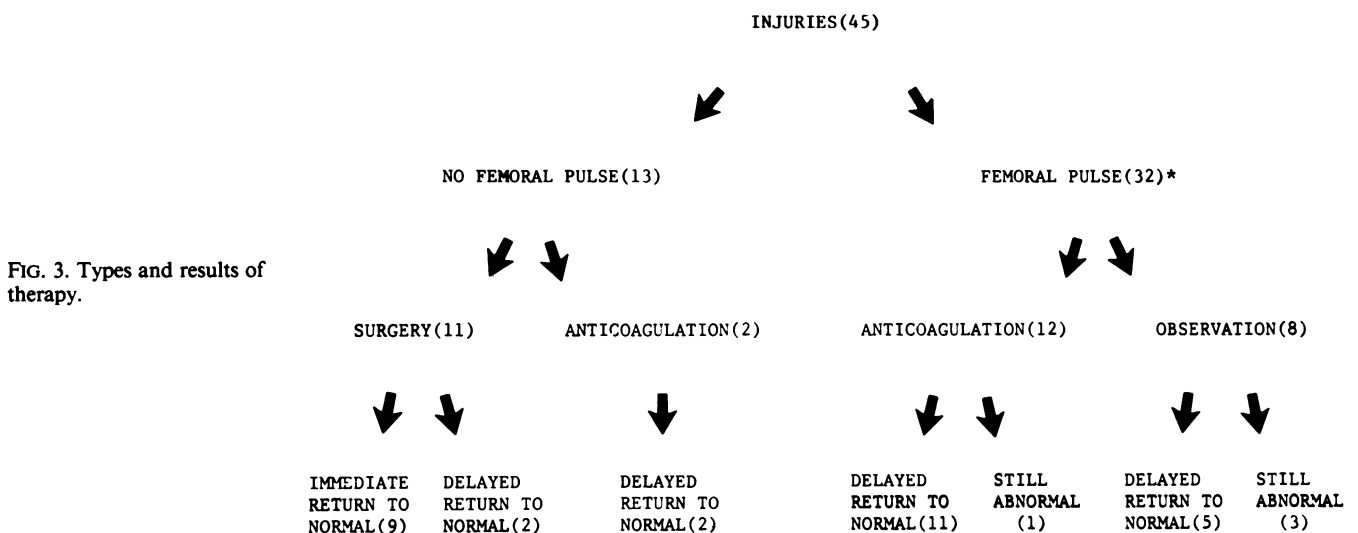 INJURIES(45)
NO FEMORAL PULSE(13)
FEMORAL PULSE(32)*
FIG. 3. Types and results of
therapy.
SURGERY(11)
ANTICOAGULATION(2)
ANTICOAGULATION(12)
OBSERVATION(8)
IMMEDIATE
RETURN TO
NORMAL(9)
DELAYED
RETURN TO
NORMAL(2)
DELAYED
RETURN TO
NORMAL(2)
DELAYED
RETURN TO
NORMAL(11)
STILL
ABNORMAL
(1)
DELAYED
RETURN TO
NORMAL(5)
STILL
ABNORMAL
(3)